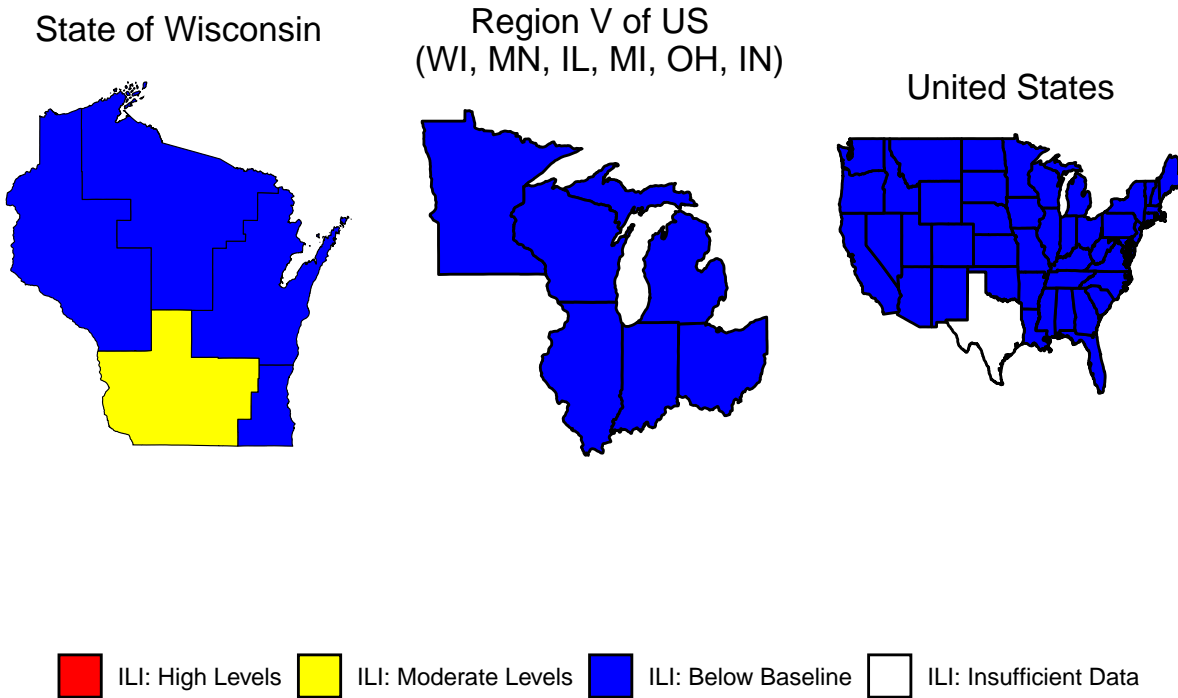 State of Wisconsin
Region V of US
(WI, MN, IL, MI, OH, IN)
United States
ILI: High Levels
ILI: Moderate Levels
ILI: Below Baseline
ILI: Insufficient Data